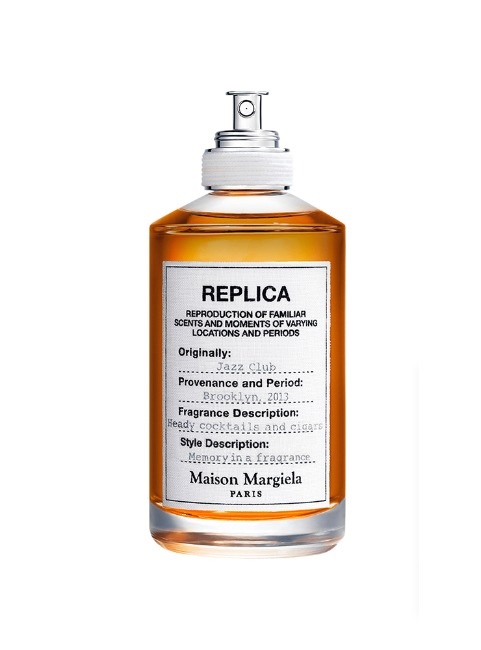 REPLICA
REPRODUCTION OF FAMILIAR
SCENTS AND MOMENTS OF VARYING
LOCATIONS AND PERIODS
Originally:
Jazz Club
Provenance and Period:
Brooklyn, 2013
Fragrance Description:
Heady cocktails and cigars
Style Description:
Memory in a fragrance
Maison Margiela
PARIS